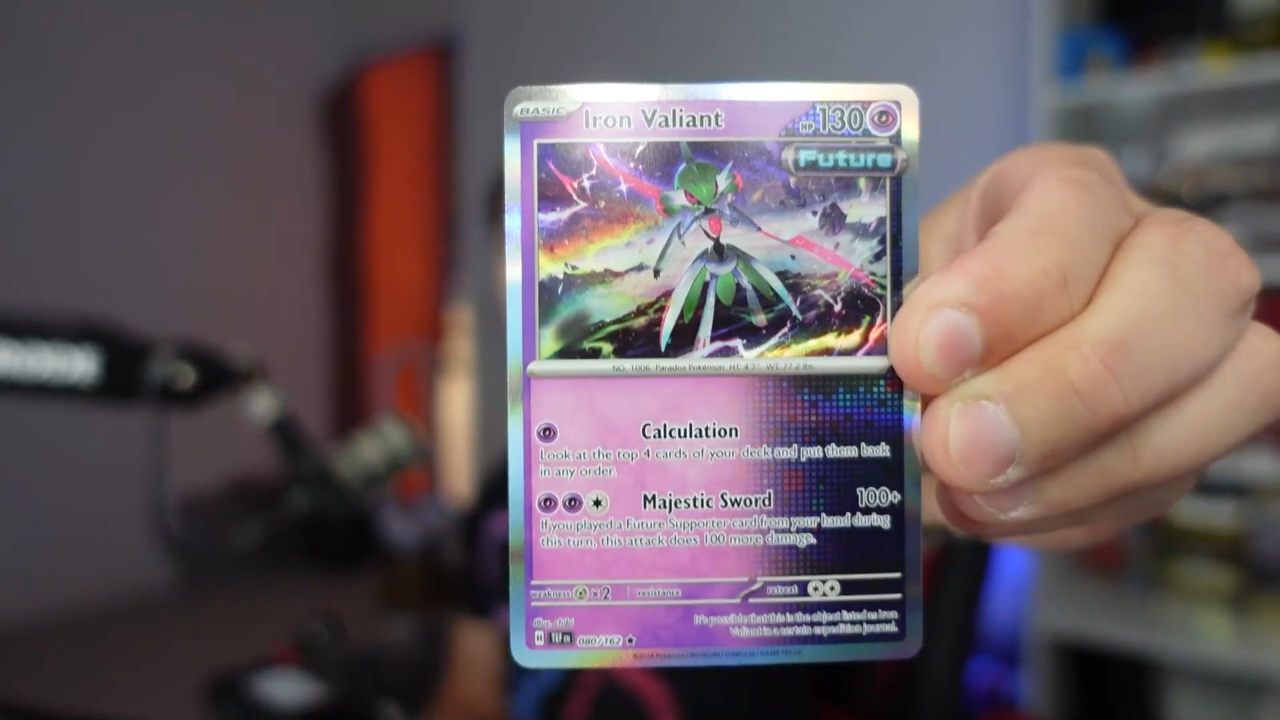 BASIC Iron Valiant HP 130
Future
NO. 1006 Paradox Pokémon HT: 4'7" WT: 77.2 lbs
Calculation
Look at the top 4 cards of your deck and put them back
in any order.
Majestic Sword 100+
If you played a Future Supporter card from your hand during
this turn, this attack does 100 more damage.
weakness ×2 resistance retreat
It's possible that this is the object listed as Iron
Valiant in a certain expedition journal.
Illus. chibi
TEF EN 080/162